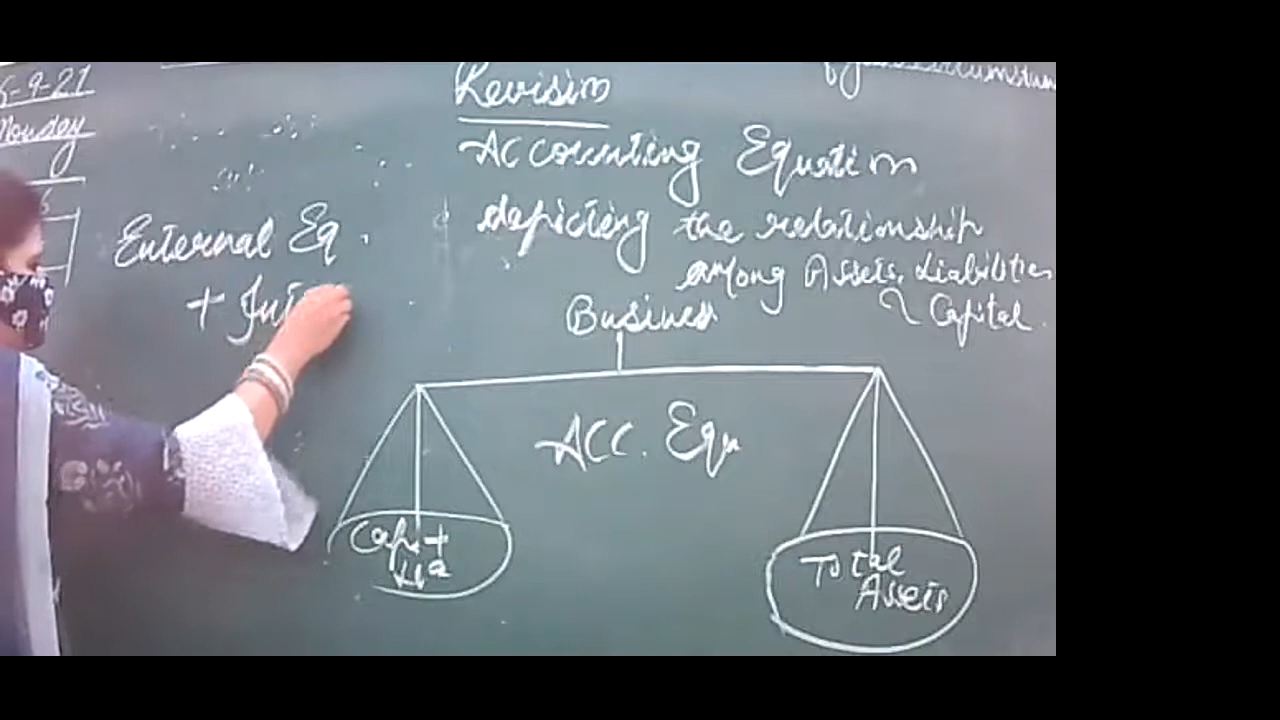 6-9-21
Monday
Revision
Accounting Equation
depicting the relationship
among Assets, Liabilities
& Capital.
External Eq.
+ Int
Business
Acc. Equ
Cap. +
Lia
Total
Assets